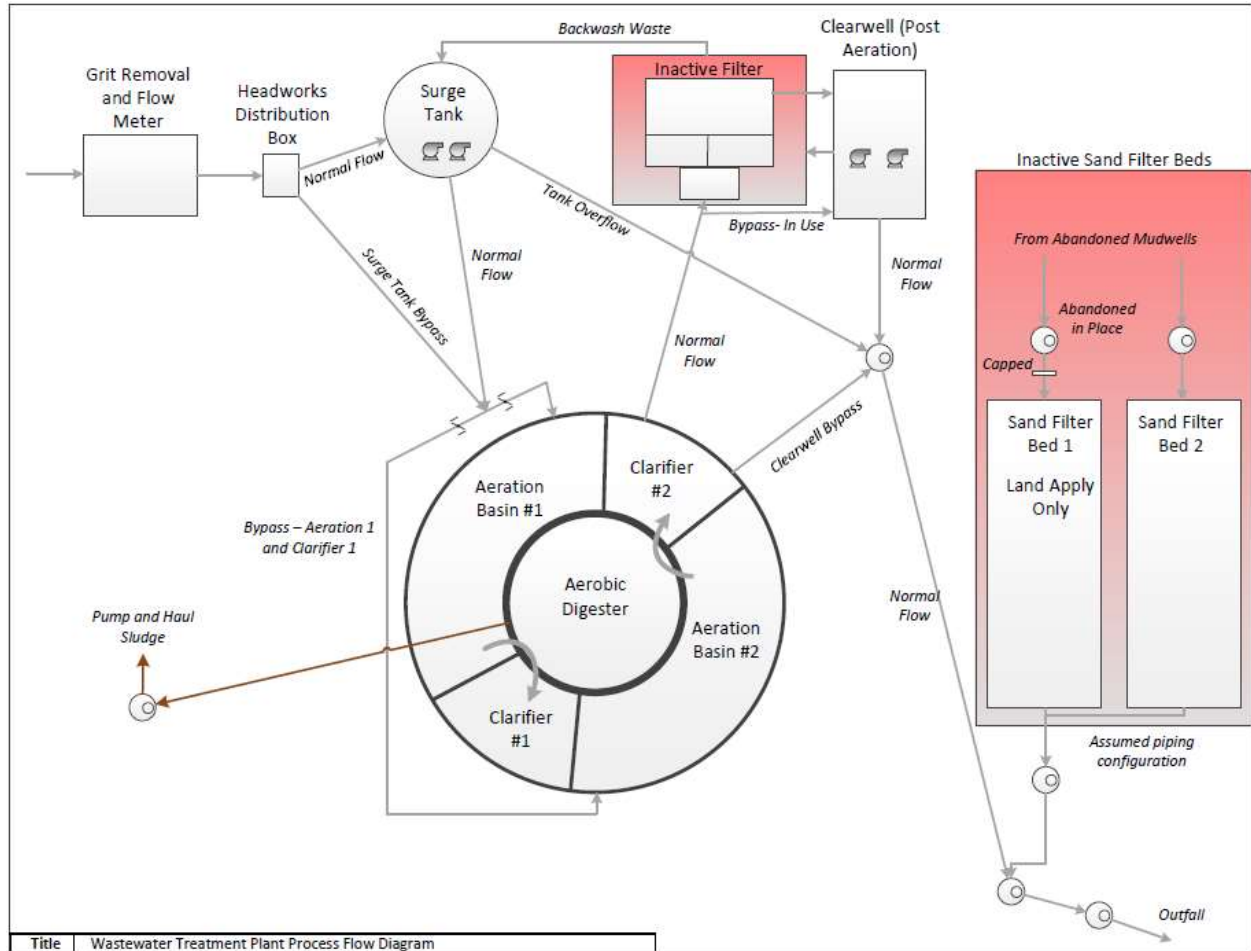 Backwash Waste
Clearwell (Post
Aeration)
Grit Removal
and Flow
Meter
Headworks
Distribution
Box
Surge
Tank
Inactive Filter
Inactive Sand Filter Beds
Normal Flow
Tank Overflow
Bypass- In Use
From Abandoned Mudwells
Surge Tank Bypass
Normal
Flow
Normal
Flow
Normal
Flow
Abandoned
in Place
Capped
Clearwell Bypass
Sand Filter
Bed 1
Land Apply
Only
Sand Filter
Bed 2
Clarifier
#2
Aeration
Basin #1
Bypass – Aeration 1
and Clarifier 1
Aerobic
Digester
Aeration
Basin #2
Normal
Flow
Pump and Haul
Sludge
Clarifier
#1
Assumed piping
configuration
Outfall
Title Wastewater Treatment Plant Process Flow Diagram